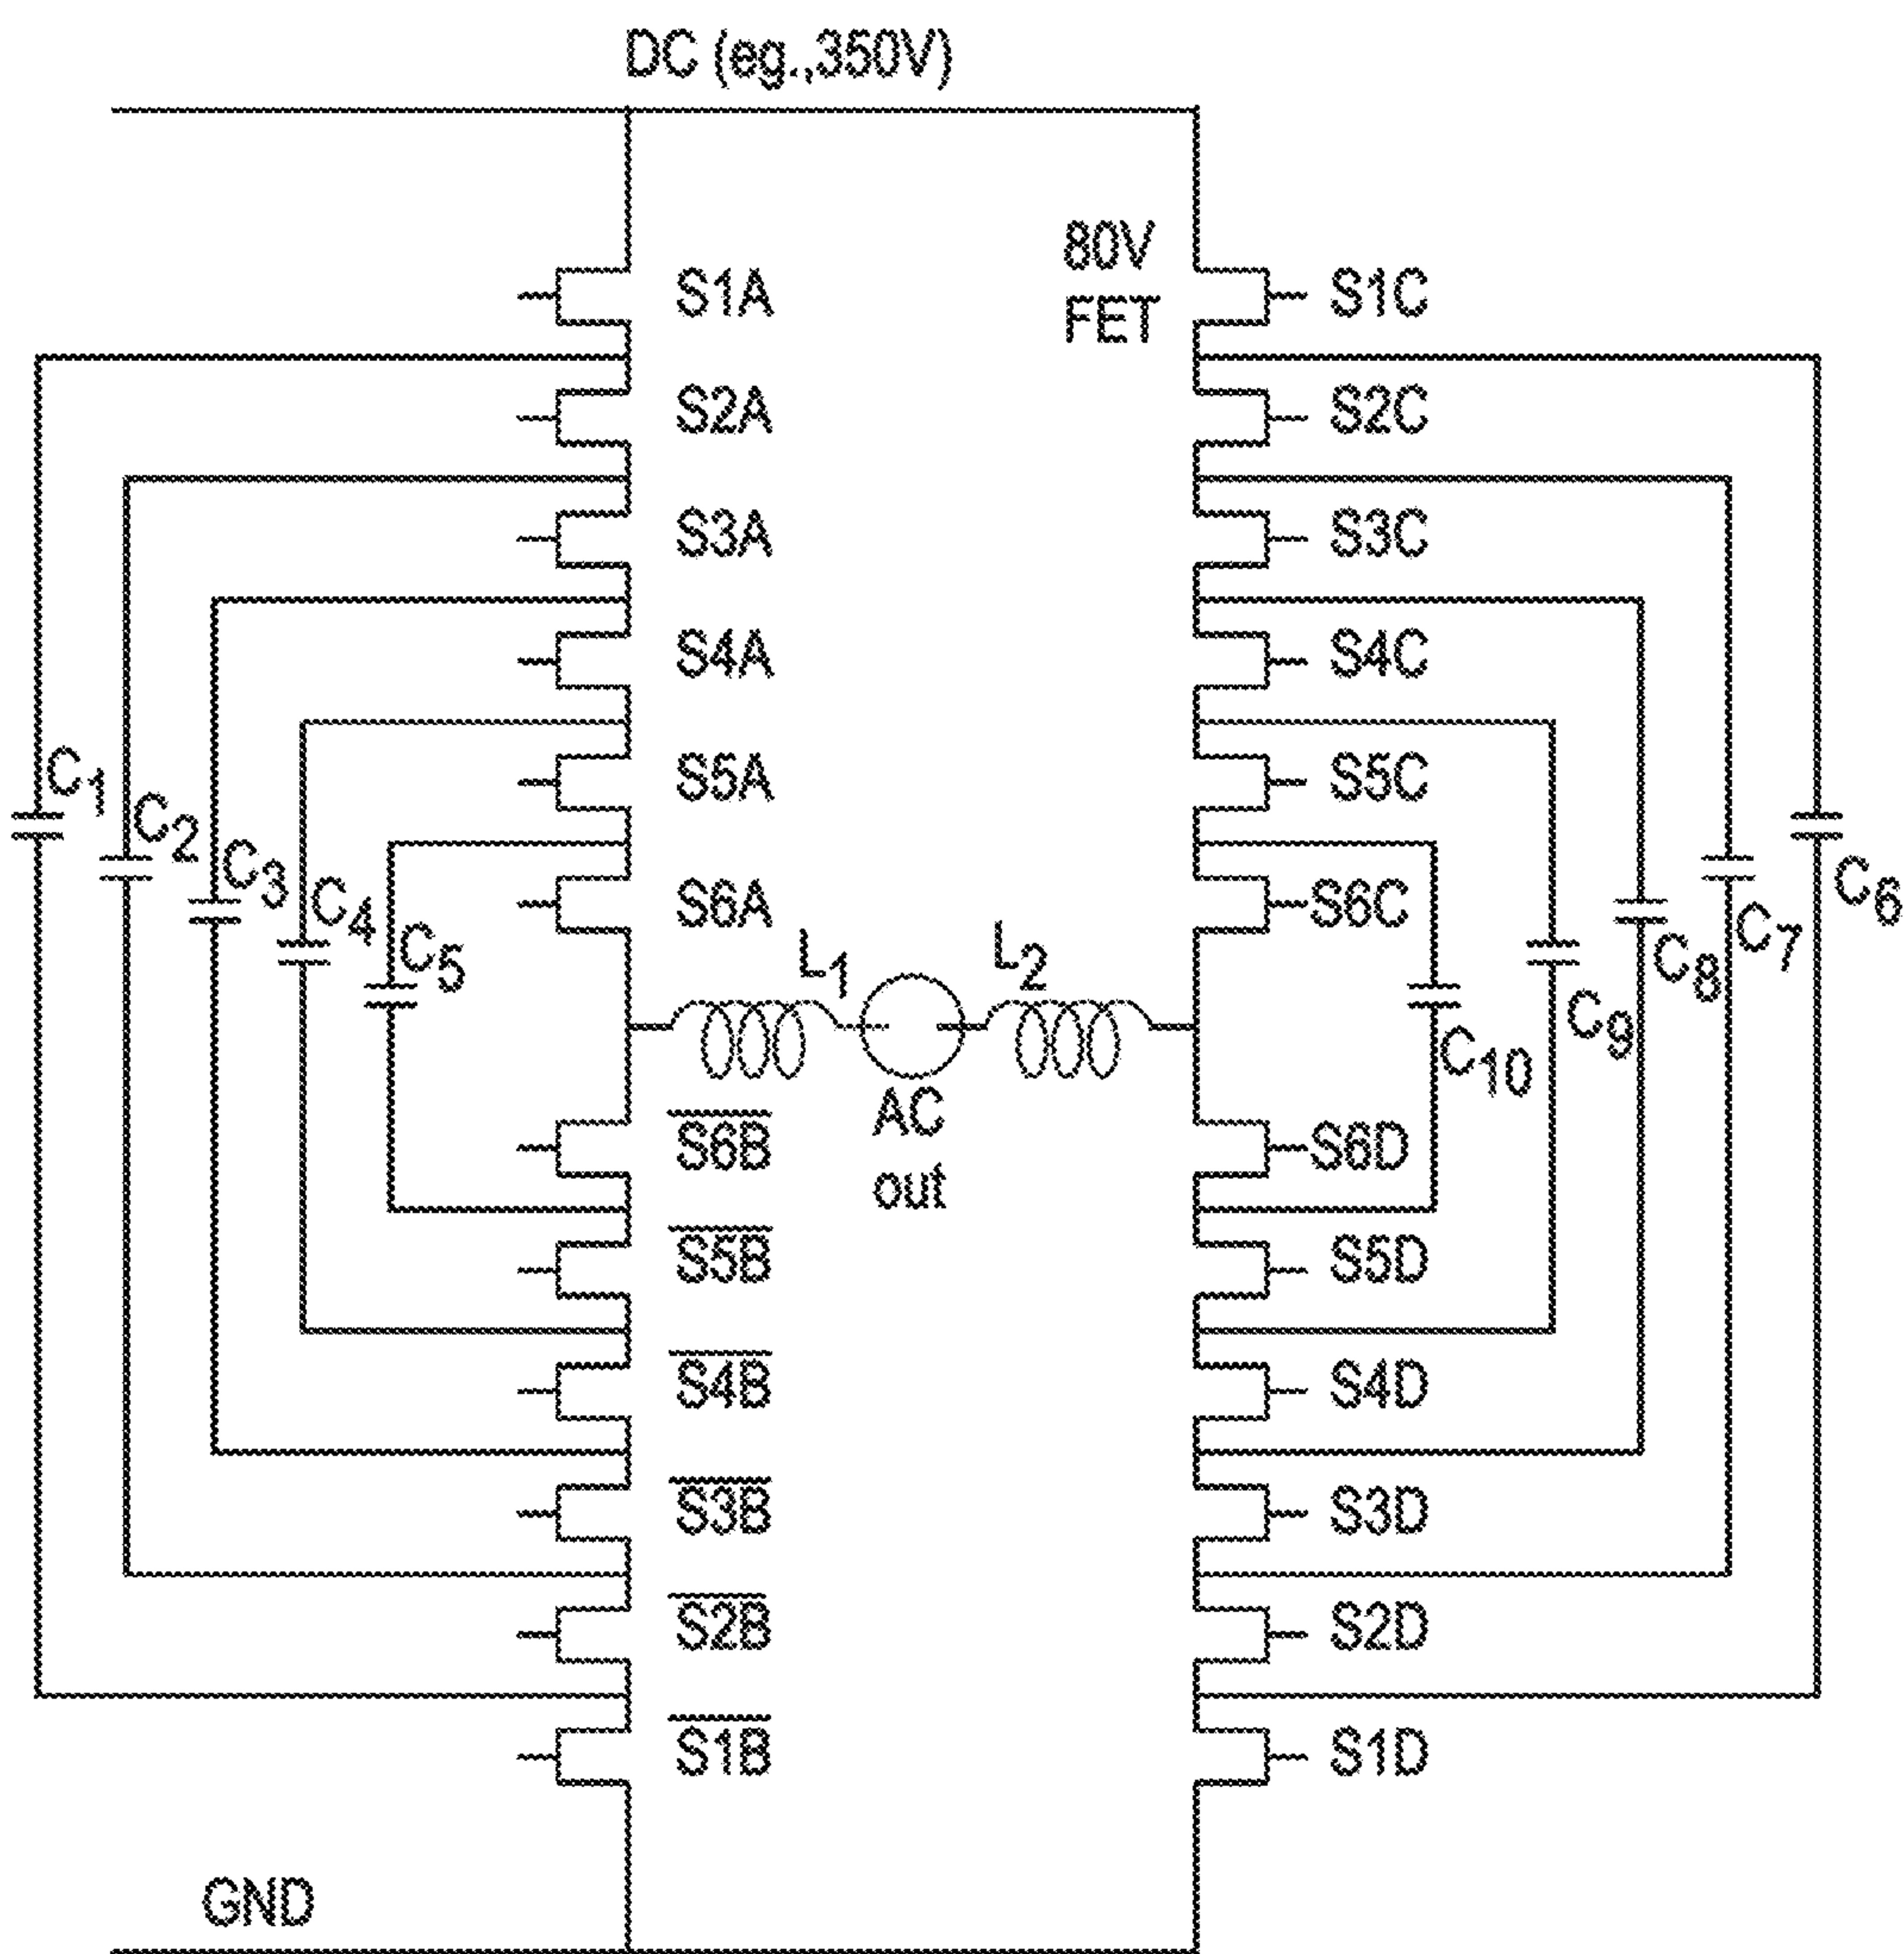 DC (eg.,350V)
80V
FET
S1A
S1C
S2A
S2C
S3A
S3C
S4A
S4C
C1
S5A
S5C
C2
C3
C4
C5
S6A
S6C
C6
C7
C8
C9
C10
L1
L2
AC
out
S6B
S6D
S5B
S5D
S4B
S4D
S3B
S3D
S2B
S2D
S1B
S1D
GND